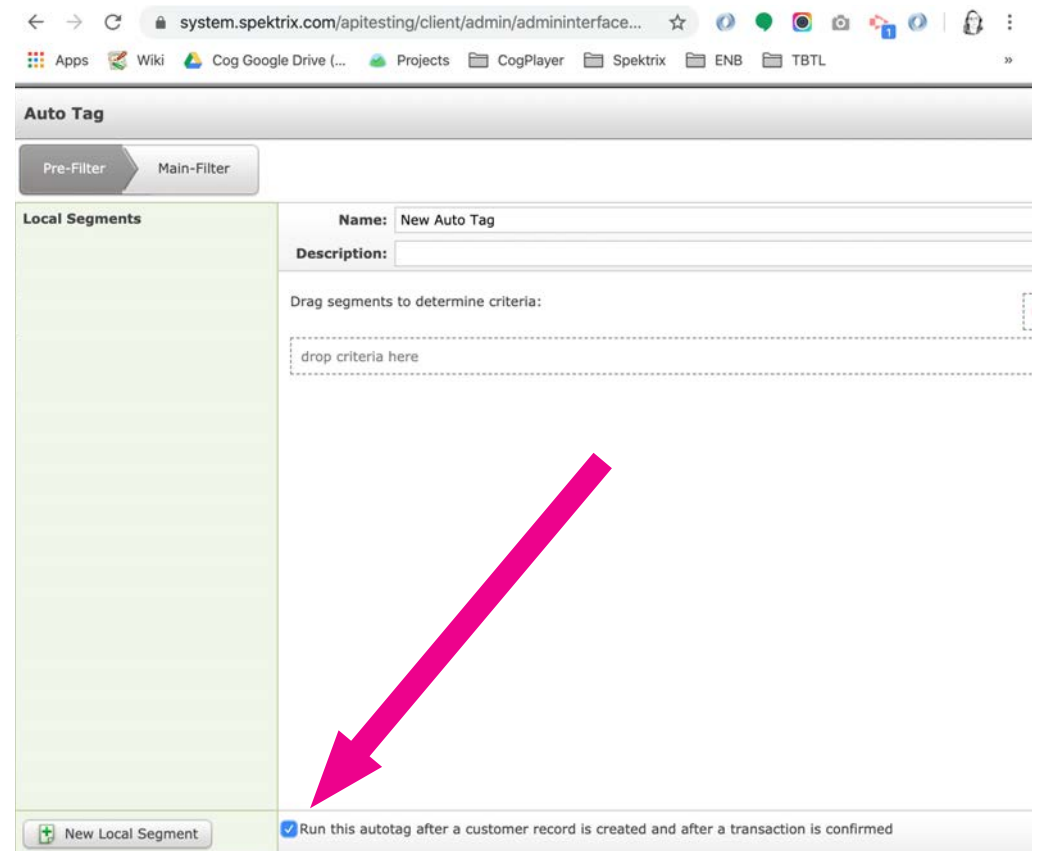 system.spektrix.com/apitesting/client/admin/admininterface...
1
Apps Wiki Cog Google Drive (... Projects CogPlayer Spektrix ENB TBTL »
Auto Tag
Pre-Filter Main-Filter
Local Segments
Name: New Auto Tag
Description:
Drag segments to determine criteria:
drop criteria here
New Local Segment
Run this autotag after a customer record is created and after a transaction is confirmed